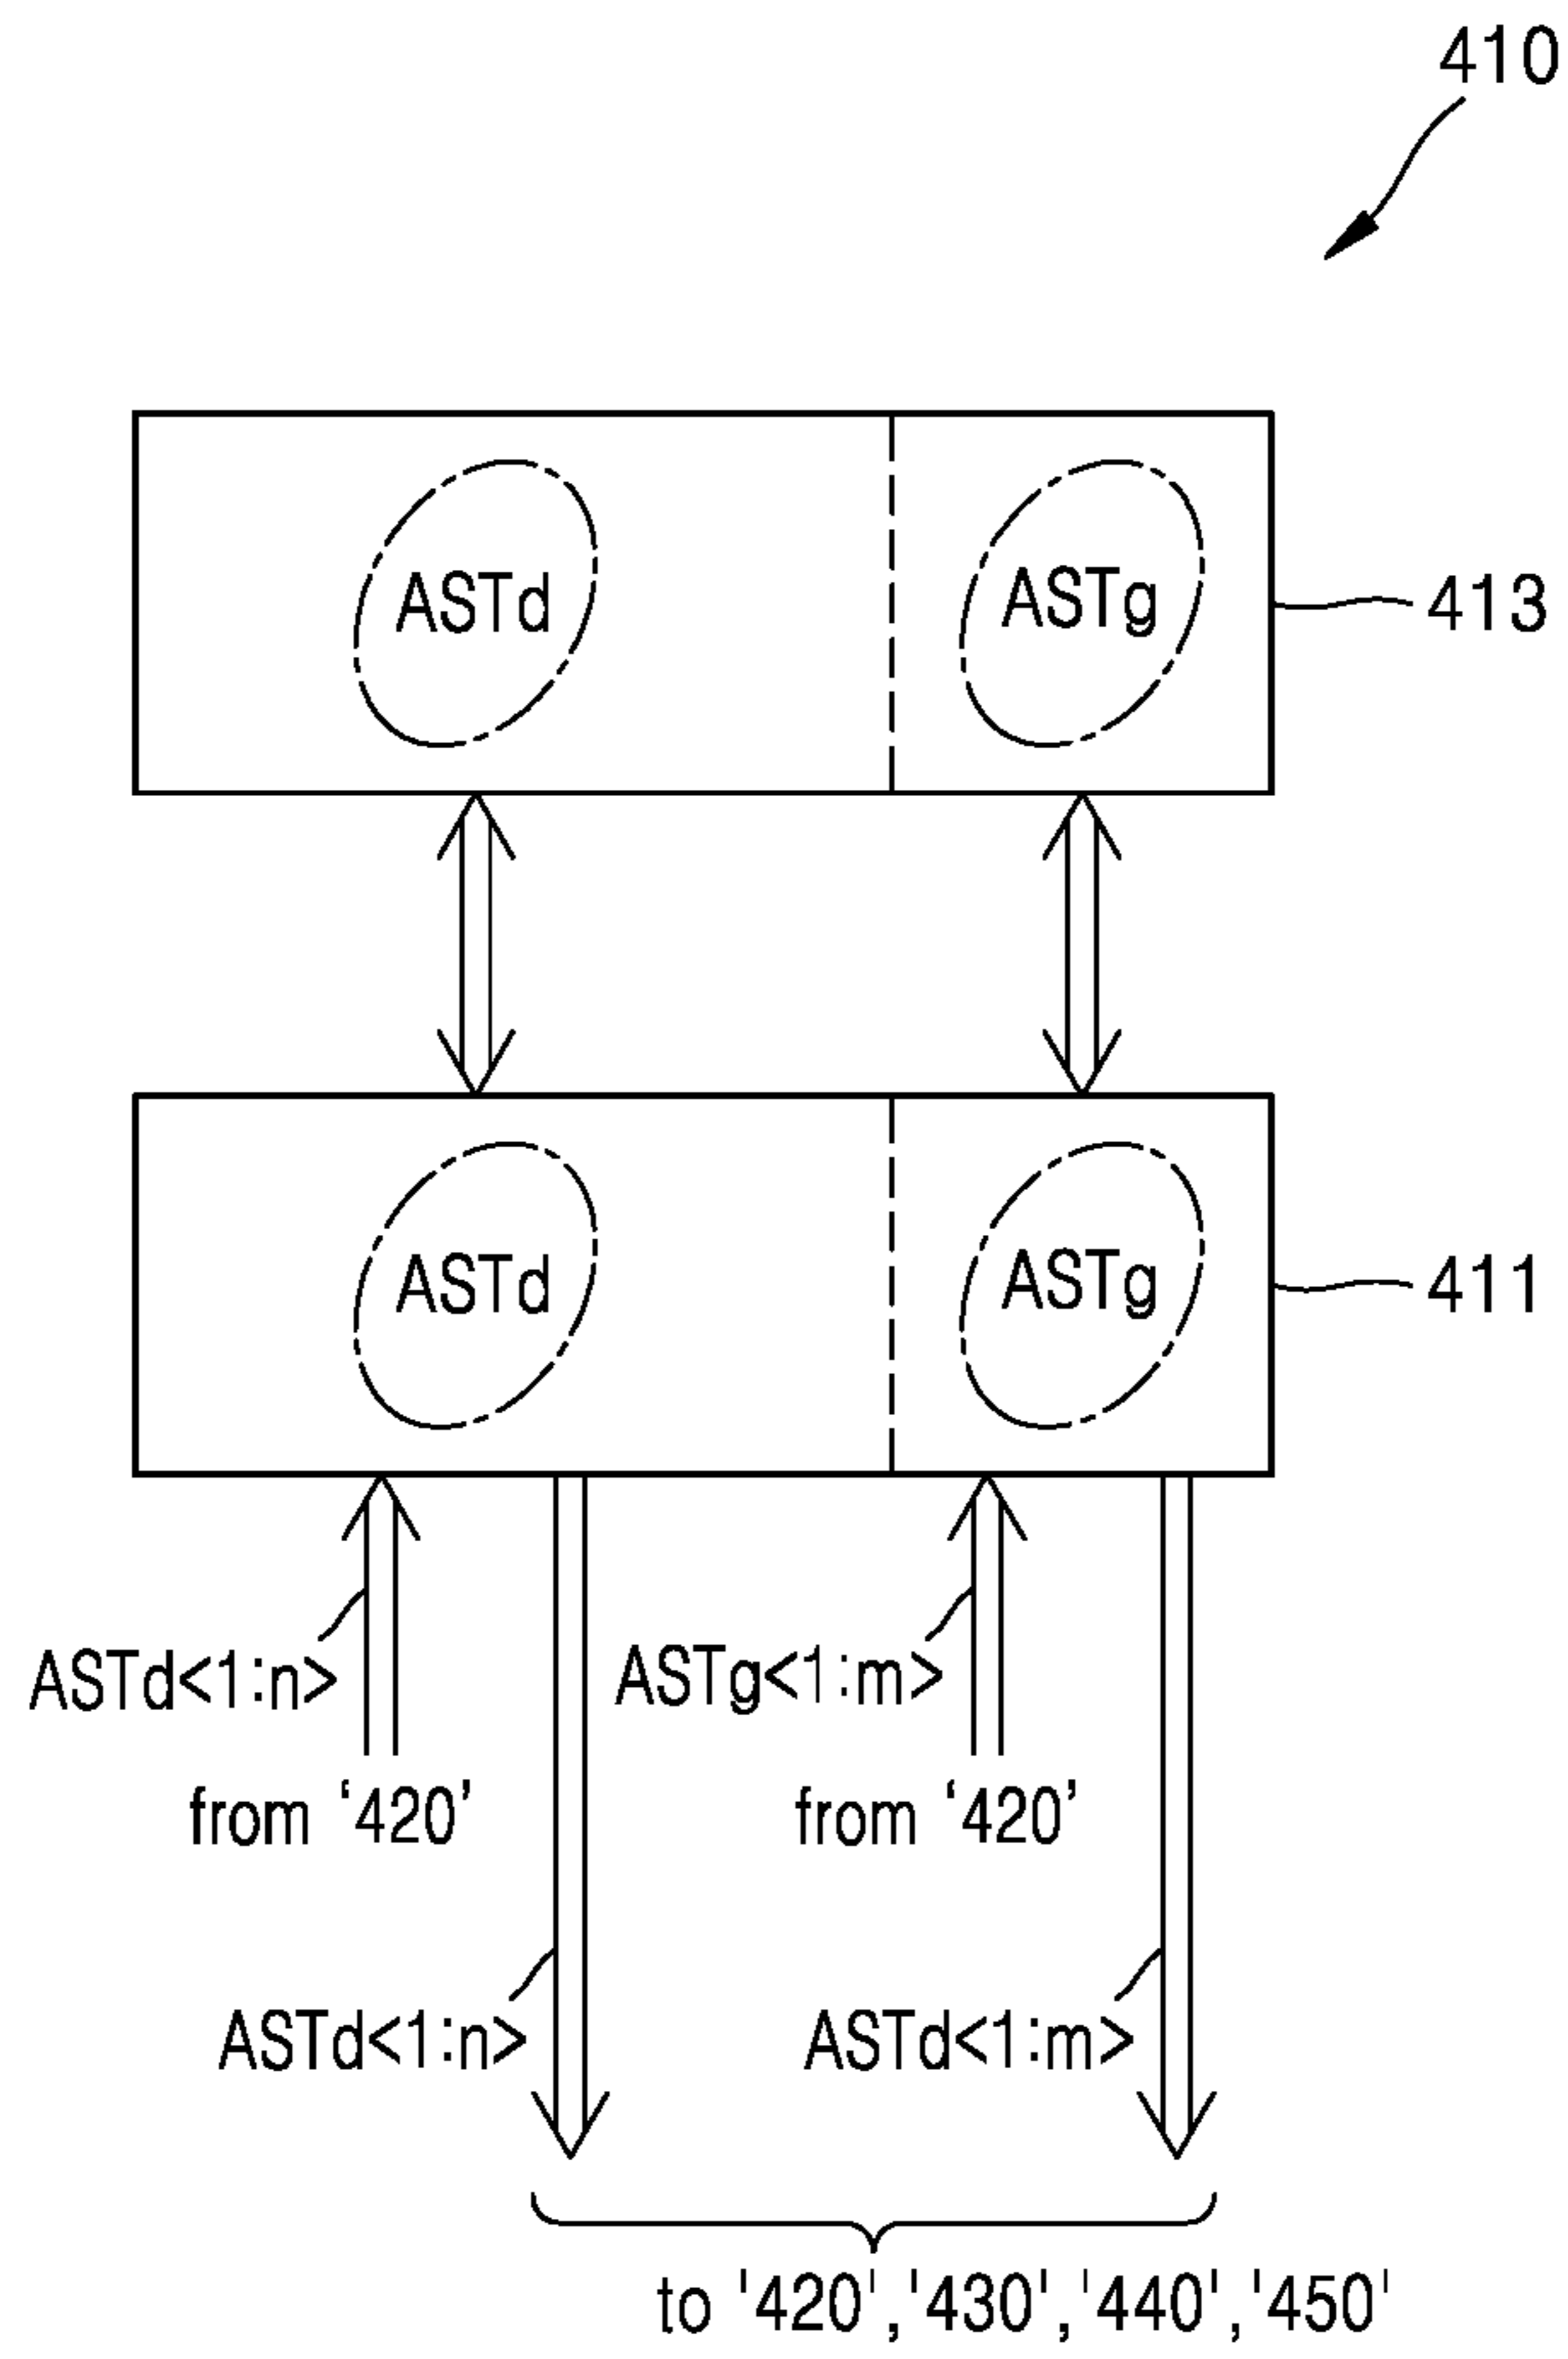 410
ASTd ASTg 413
ASTd ASTg 411
ASTd<1:n> ASTg<1:m>
from ‘420’ from ‘420’
ASTd<1:n> ASTd<1:m>
to '420','430','440','450'